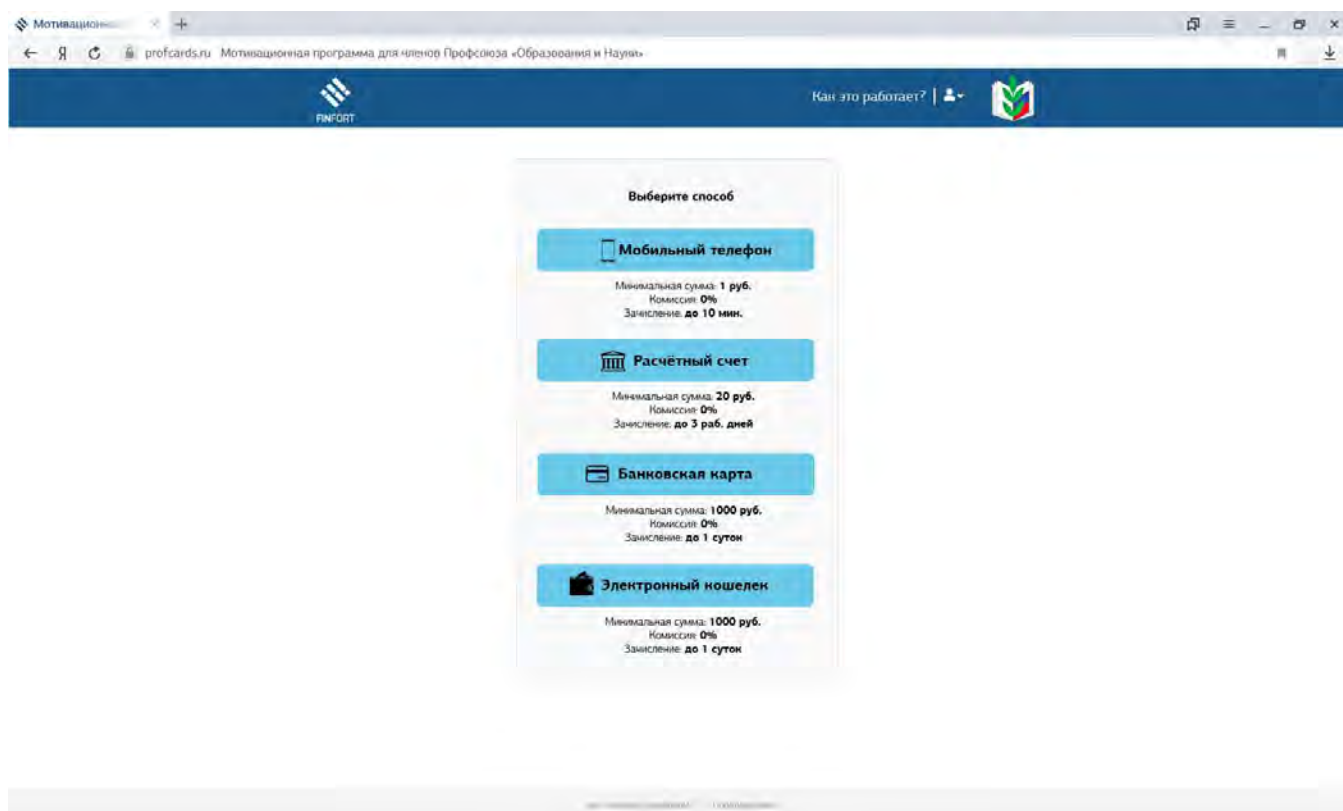 Мотивационн
profcards.ru Мотивационная программа для членов Профсоюза «Образования и Науки»
FINFORT
Как это работает?
Выберите способ
Мобильный телефон
Минимальная сумма: 1 руб.
Комиссия: 0%
Зачисление: до 10 мин.
Расчётный счет
Минимальная сумма: 20 руб.
Комиссия: 0%
Зачисление: до 3 раб. дней
Банковская карта
Минимальная сумма: 1000 руб.
Комиссия: 0%
Зачисление: до 1 суток
Электронный кошелек
Минимальная сумма: 1000 руб.
Комиссия: 0%
Зачисление: до 1 суток